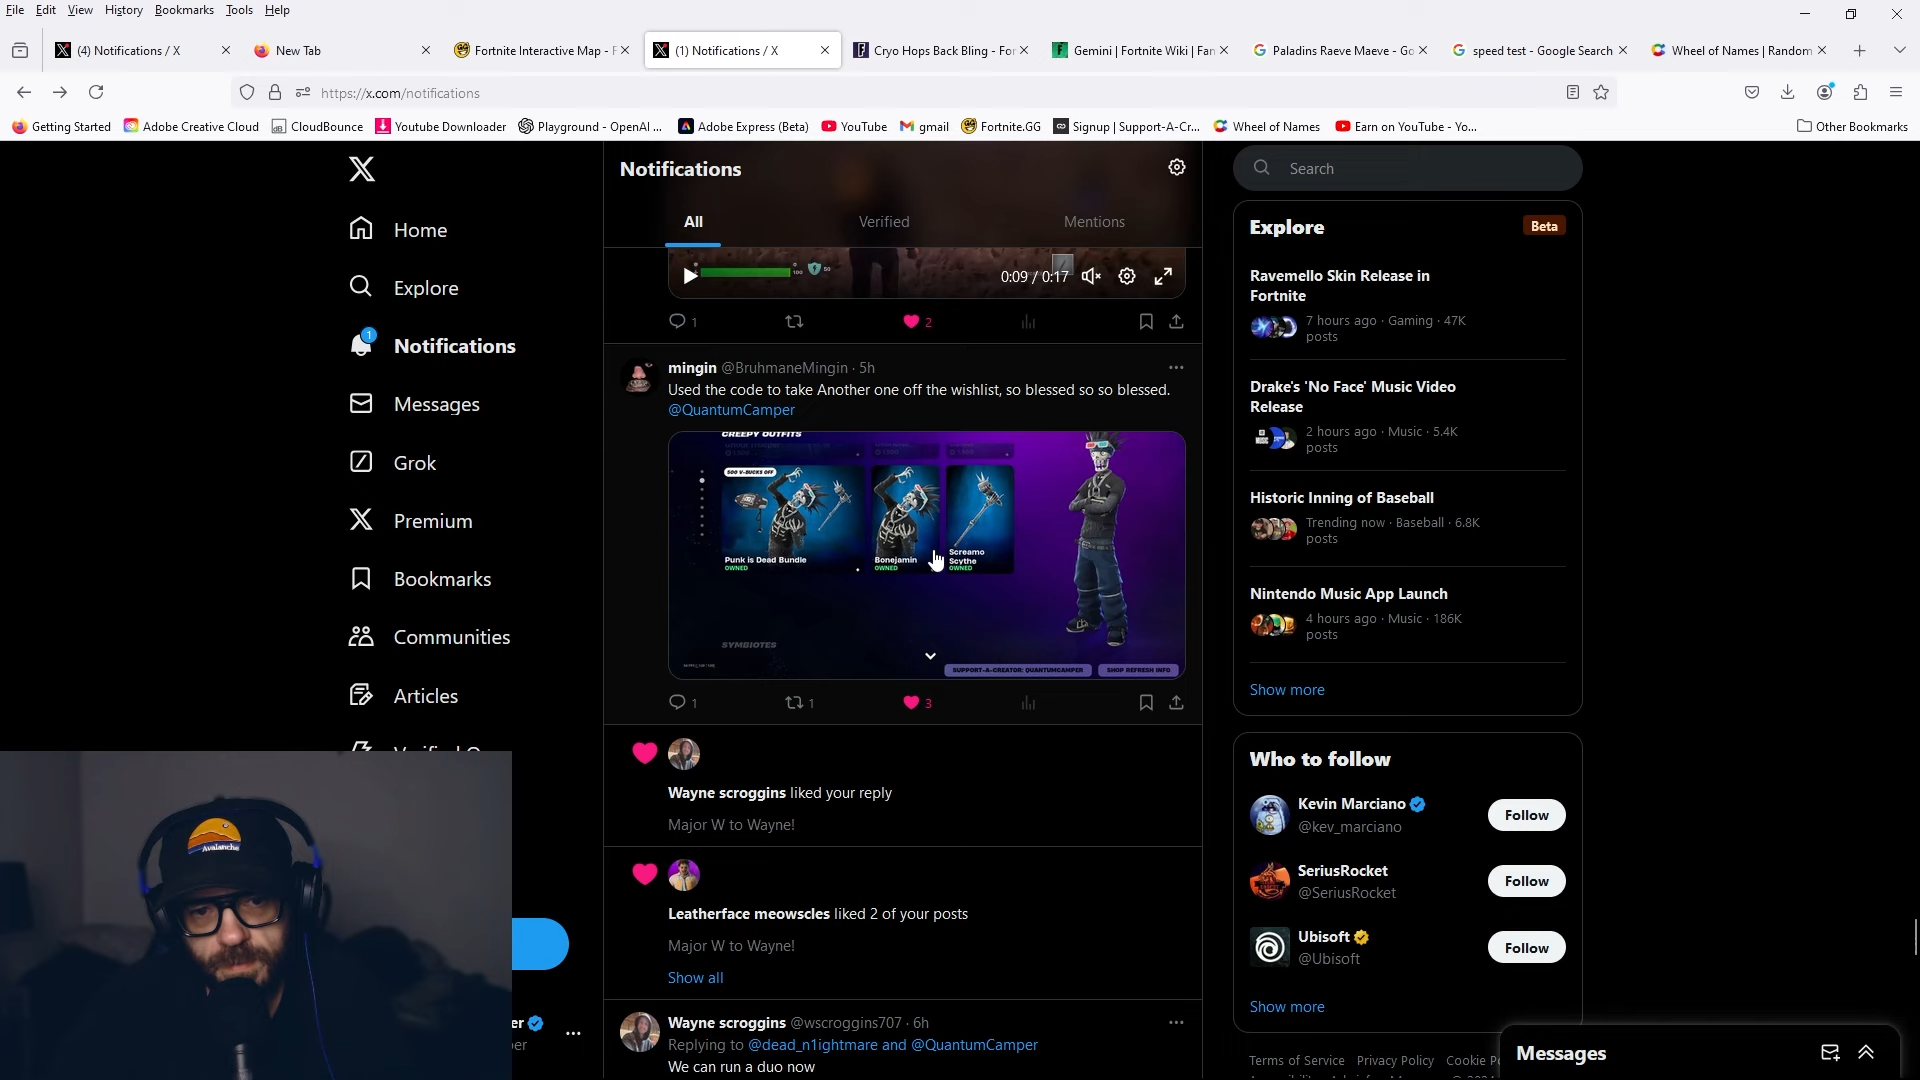 File Edit View History Bookmarks Tools Help
(4) Notifications / X
New Tab
Fortnite Interactive Map - F
(1) Notifications / X
Cryo Hops Back Bling - For
Gemini | Fortnite Wiki | Fan
Paladins Raeve Maeve - Go
speed test - Google Search
Wheel of Names | Random
https://x.com/notifications
Getting Started
Adobe Creative Cloud
CloudBounce
Youtube Downloader
Playground - OpenAI ...
Adobe Express (Beta)
YouTube
gmail
Fortnite.GG
Signup | Support-A-Cr...
Wheel of Names
Earn on YouTube - Yo...
Other Bookmarks
Home
Explore
1
Notifications
Messages
Grok
Premium
Bookmarks
Communities
Articles
Avalanche
er
per
Notifications
All
Verified
Mentions
100
50
0:09 / 0:17
1
2
mingin @BruhmaneMingin · 5h
Used the code to take Another one off the wishlist, so blessed so so blessed.
@QuantumCamper
CREEPY OUTFITS
500 V-BUCKS OFF
Punk is Dead Bundle
OWNED
Bonejamin
OWNED
Screamo
Scythe
OWNED
SYMBIOTES
SUPPORT-A-CREATOR: QUANTUMCAMPER
SHOP REFRESH INFO
1
1
3
Wayne scroggins liked your reply
Major W to Wayne!
Leatherface meowscles liked 2 of your posts
Major W to Wayne!
Show all
Wayne scroggins @wscroggins707 · 6h
Replying to @dead_n1ightmare and @QuantumCamper
We can run a duo now
Search
Explore
Beta
Ravemello Skin Release in
Fortnite
7 hours ago · Gaming · 47K
posts
Drake's 'No Face' Music Video
Release
2 hours ago · Music · 5.4K
posts
Historic Inning of Baseball
Trending now · Baseball · 6.8K
posts
Nintendo Music App Launch
4 hours ago · Music · 186K
posts
Show more
Who to follow
Kevin Marciano
@kev_marciano
Follow
SeriusRocket
@SeriusRocket
Follow
Ubisoft
@Ubisoft
Follow
Show more
Terms of Service Privacy Policy Cookie
Messages